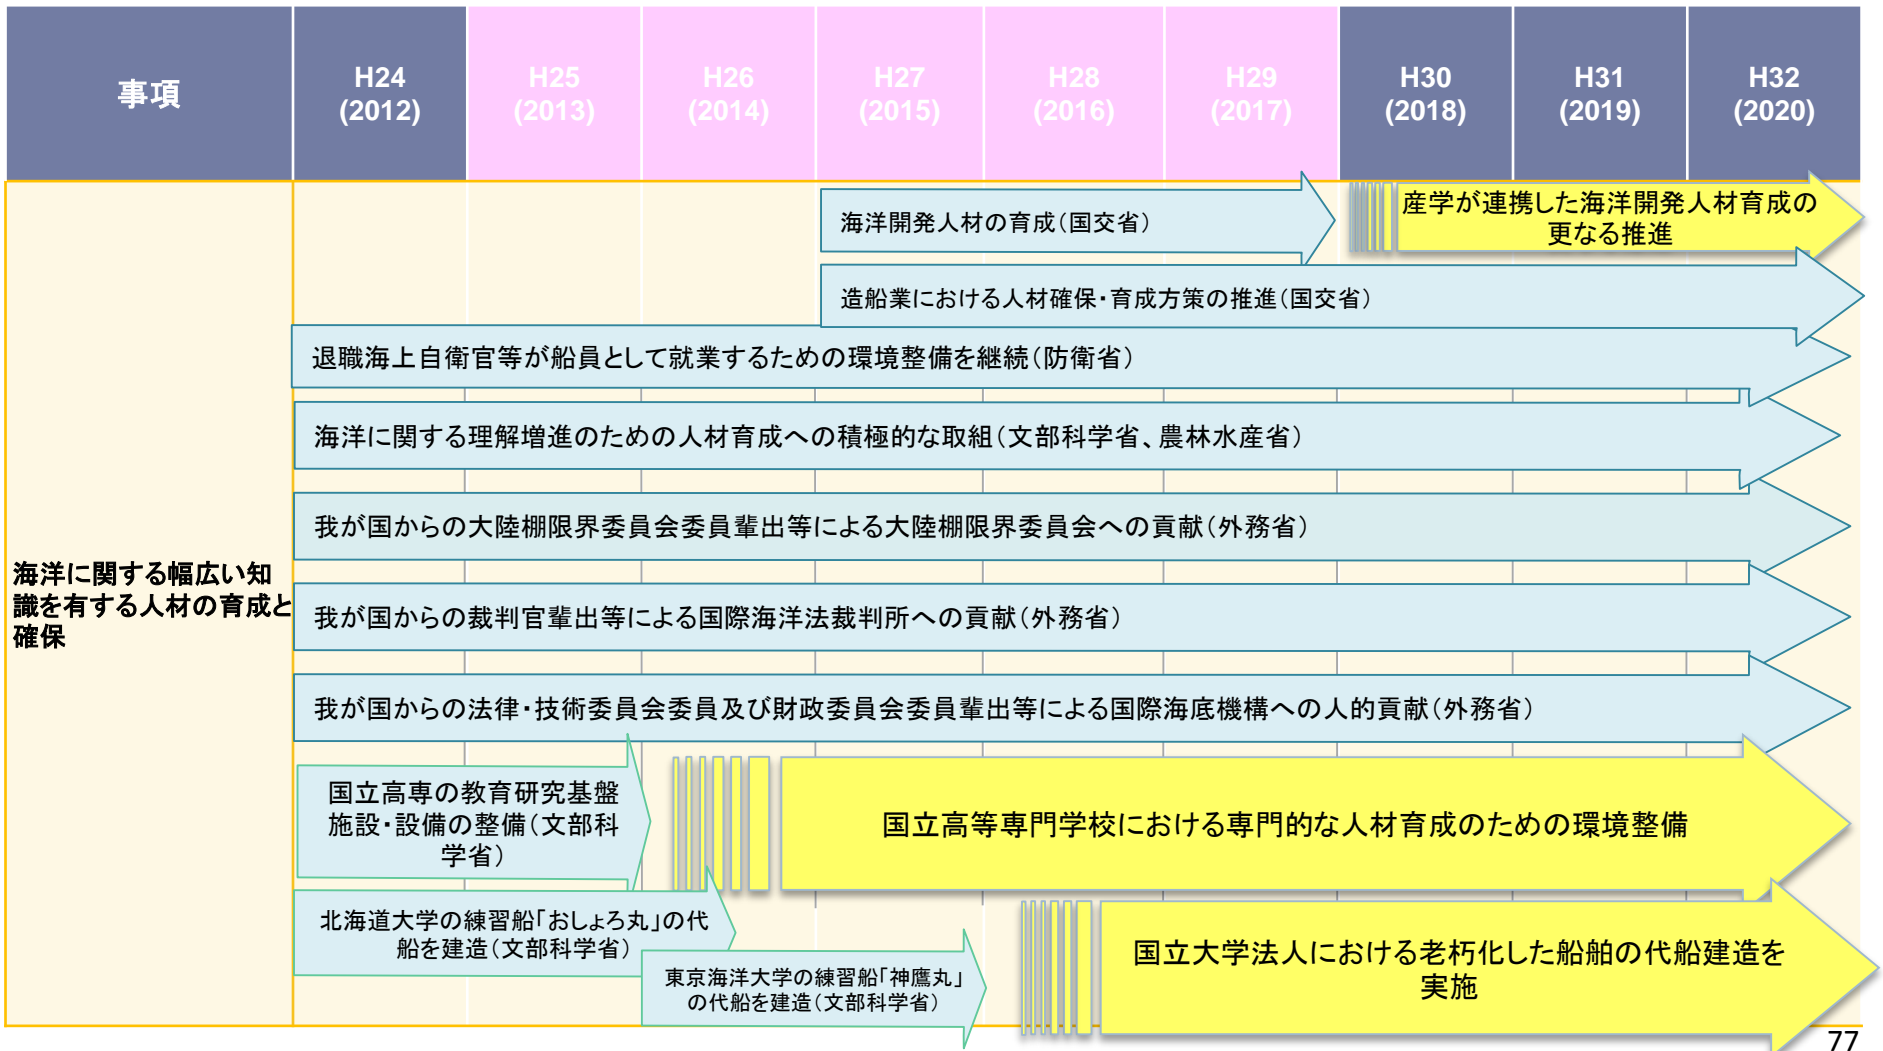 事項
H24
(2012)
H25
(2013)
H26
(2014)
H27
(2015)
H28
(2016)
H29
(2017)
H30
(2018)
H31
(2019)
H32
(2020)
海洋に関する幅広い知
識を有する人材の育成と
確保
海洋開発人材の育成（国交省）
産学が連携した海洋開発人材育成の
更なる推進
造船業における人材確保・育成方策の推進（国交省）
退職海上自衛官等が船員として就業するための環境整備を継続（防衛省）
海洋に関する理解増進のための人材育成への積極的な取組（文部科学省、農林水産省）
我が国からの大陸棚限界委員会委員輩出等による大陸棚限界委員会への貢献（外務省）
我が国からの裁判官輩出等による国際海洋法裁判所への貢献（外務省）
我が国からの法律・技術委員会委員及び財政委員会委員輩出等による国際海底機構への人的貢献（外務省）
国立高専の教育研究基盤
施設・設備の整備（文部科
学省）
国立高等専門学校における専門的な人材育成のための環境整備
北海道大学の練習船「おしょろ丸」の代
船を建造（文部科学省）
東京海洋大学の練習船「神鷹丸」
の代船を建造（文部科学省）
国立大学法人における老朽化した船舶の代船建造を
実施
77